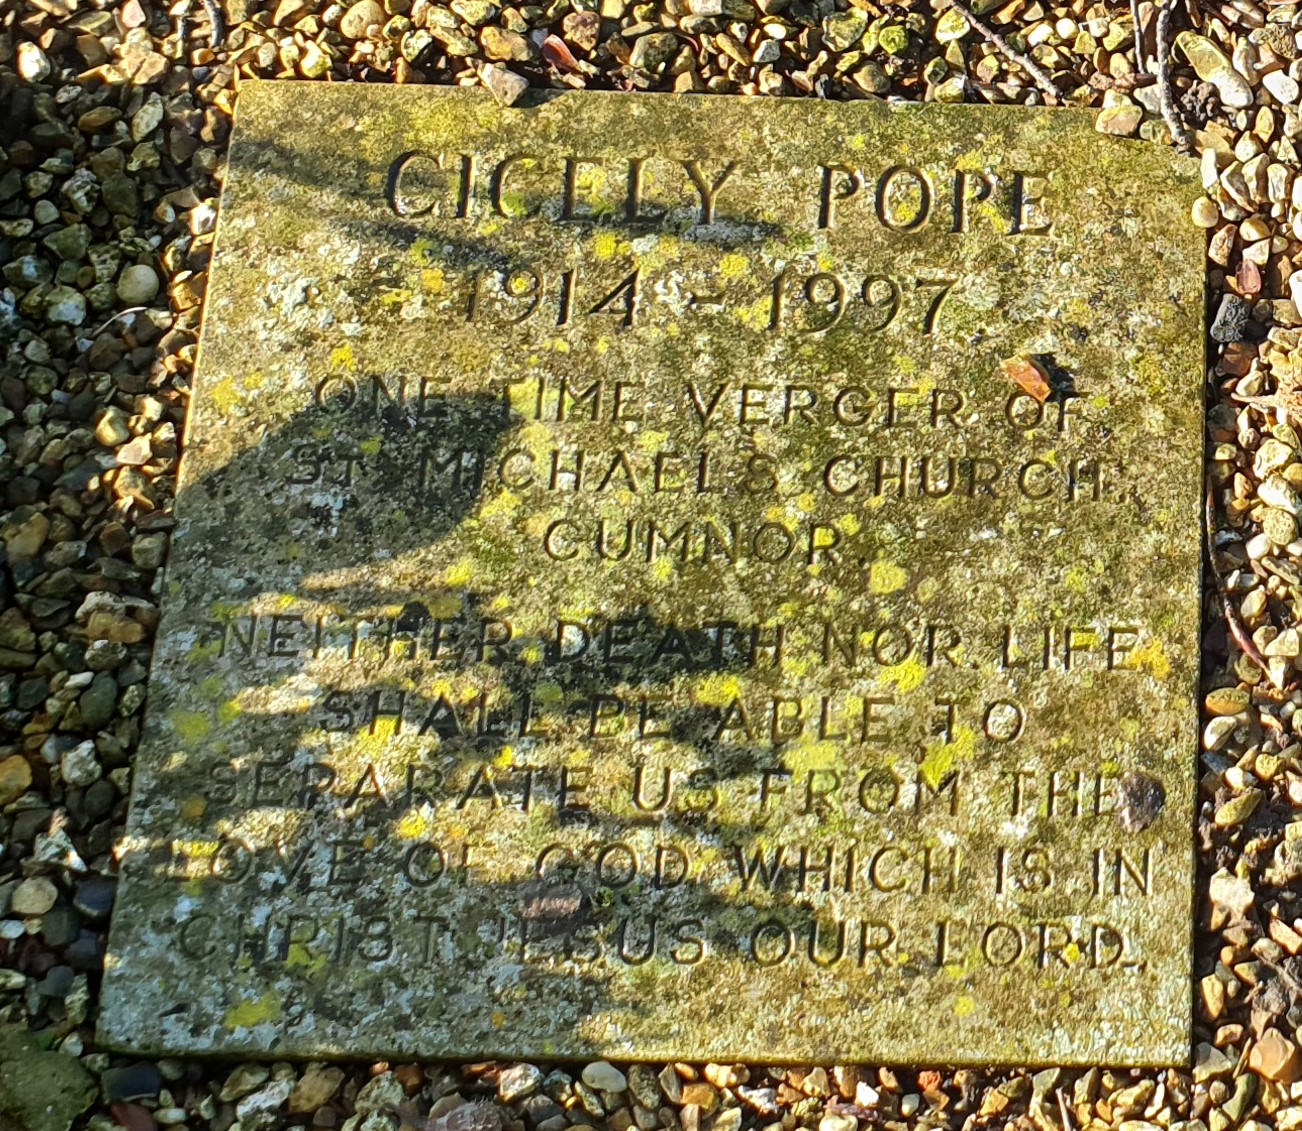 CICELY POPE
1914 - 1997
ONE TIME VERGER OF
ST MICHAELS CHURCH
CUMNOR.
NEITHER DEATH NOR LIFE
SHALL BE ABLE TO
SEPARATE US FROM THE
LOVE OF GOD WHICH IS IN
CHRIST JESUS OUR LORD.